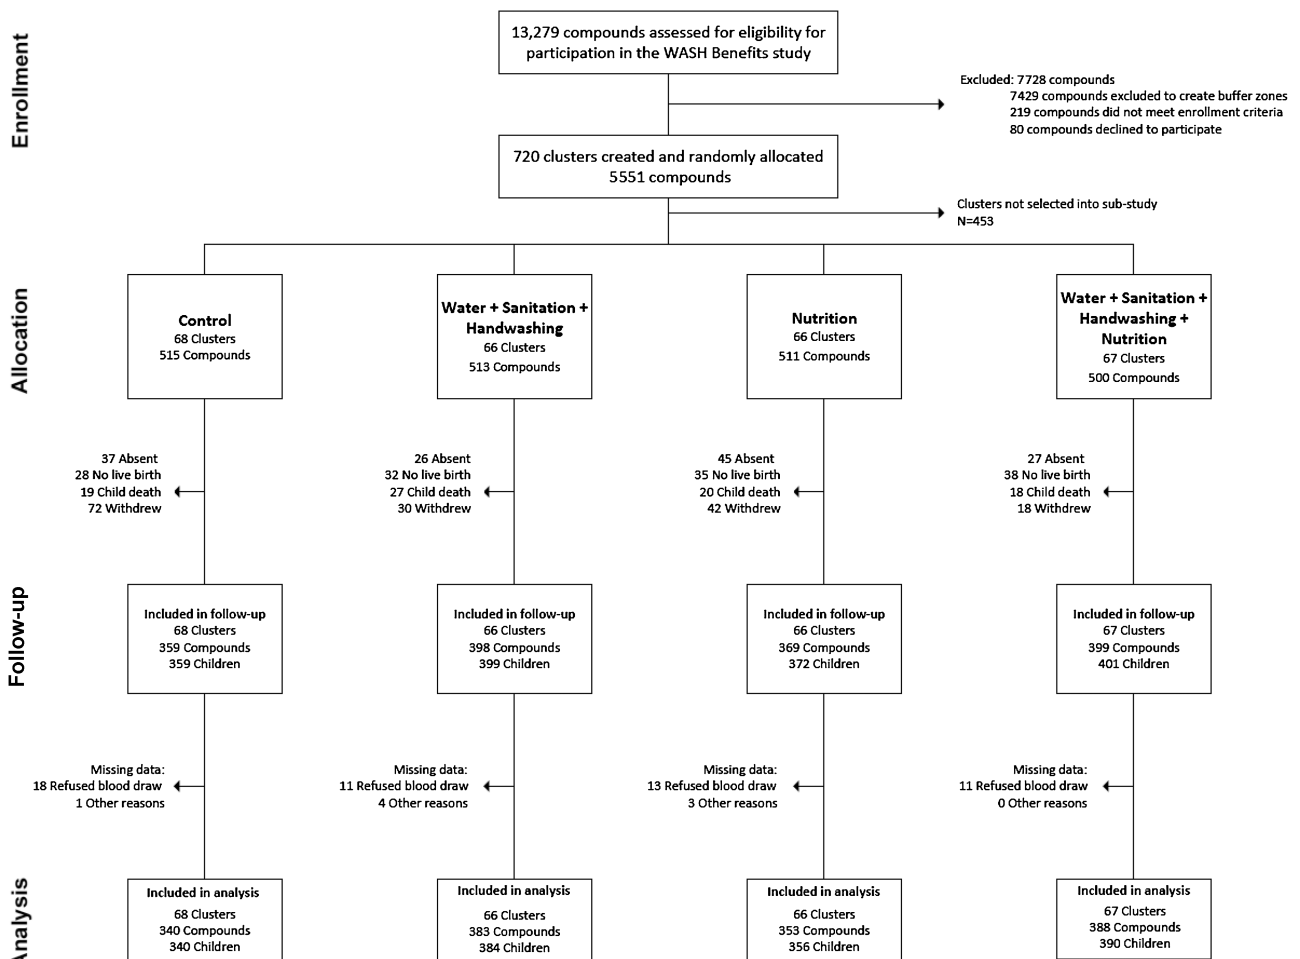 Enrollment
13,279 compounds assessed for eligibility for
participation in the WASH Benefits study
Excluded: 7728 compounds
7429 compounds excluded to create buffer zones
219 compounds did not meet enrollment criteria
80 compounds declined to participate
720 clusters created and randomly allocated
5551 compounds
Clusters not selected into sub-study
N=453
Allocation
Control
68 Clusters
515 Compounds
Water + Sanitation +
Handwashing
66 Clusters
513 Compounds
Nutrition
66 Clusters
511 Compounds
Water + Sanitation +
Handwashing +
Nutrition
67 Clusters
500 Compounds
37 Absent
28 No live birth
19 Child death
72 Withdrew
26 Absent
32 No live birth
27 Child death
30 Withdrew
45 Absent
35 No live birth
20 Child death
42 Withdrew
27 Absent
38 No live birth
18 Child death
18 Withdrew
Follow-up
Included in follow-up
68 Clusters
359 Compounds
359 Children
Included in follow-up
66 Clusters
398 Compounds
399 Children
Included in follow-up
66 Clusters
369 Compounds
372 Children
Included in follow-up
67 Clusters
399 Compounds
401 Children
Missing data:
18 Refused blood draw
1 Other reasons
Missing data:
11 Refused blood draw
4 Other reasons
Missing data:
13 Refused blood draw
3 Other reasons
Missing data:
11 Refused blood draw
0 Other reasons
Analysis
Included in analysis
68 Clusters
340 Compounds
340 Children
Included in analysis
66 Clusters
383 Compounds
384 Children
Included in analysis
66 Clusters
353 Compounds
356 Children
Included in analysis
67 Clusters
388 Compounds
390 Children